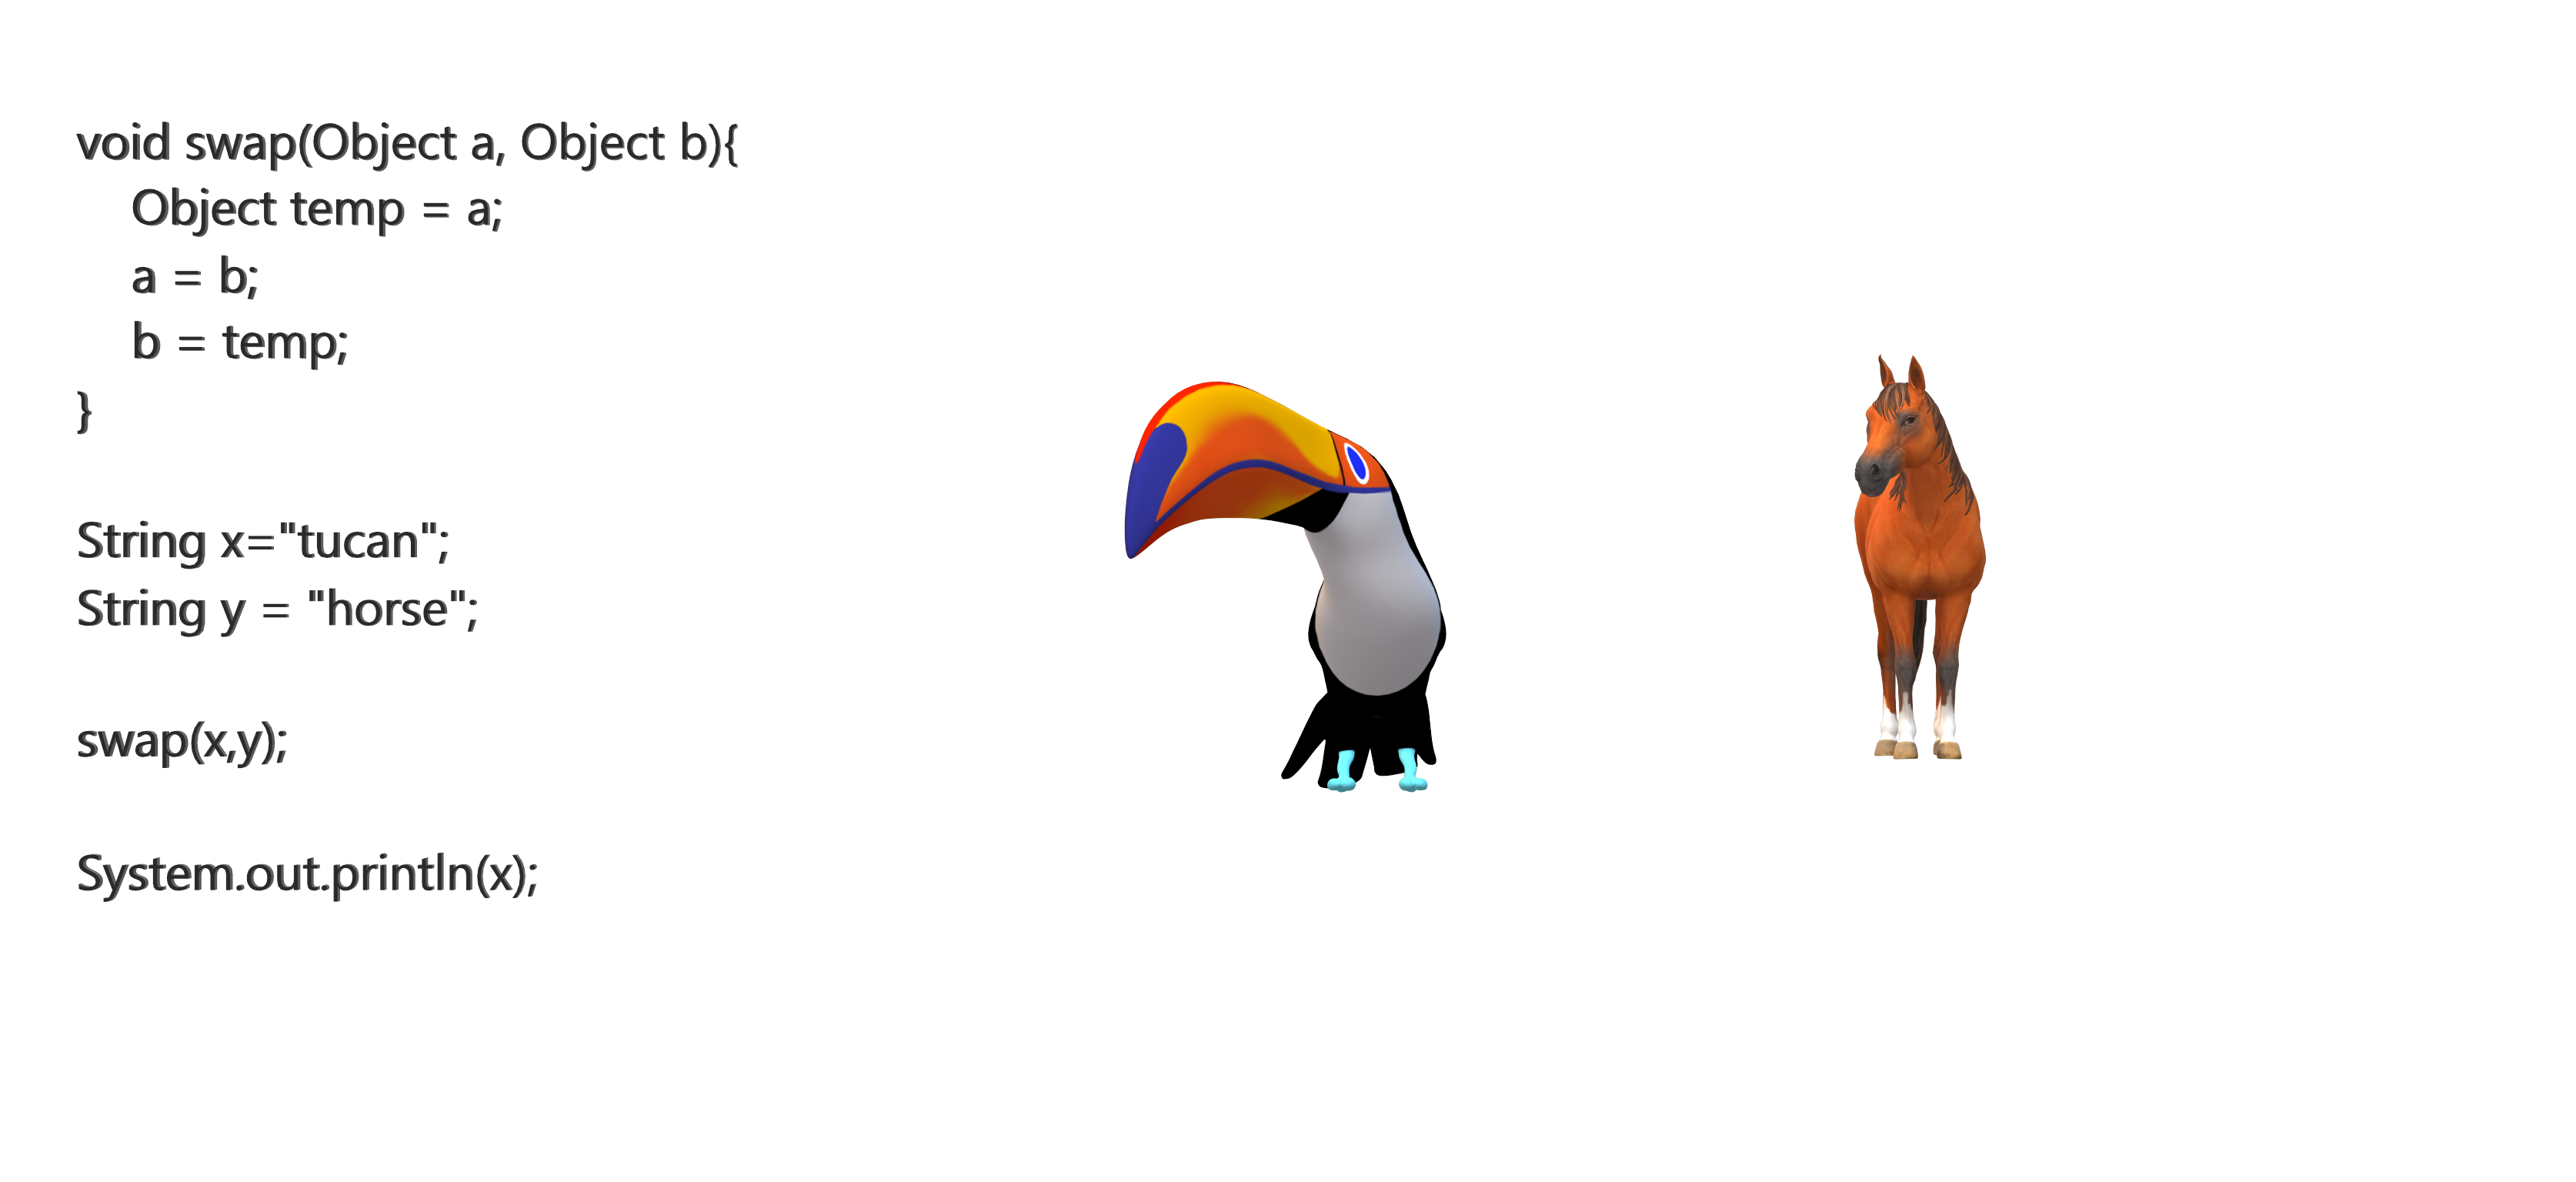 void swap(Object a, Object b){
Object temp = a;
a = b;
b = temp;
}
String x="tucan";
String y = "horse";
swap(x,y);
System.out.println(x);